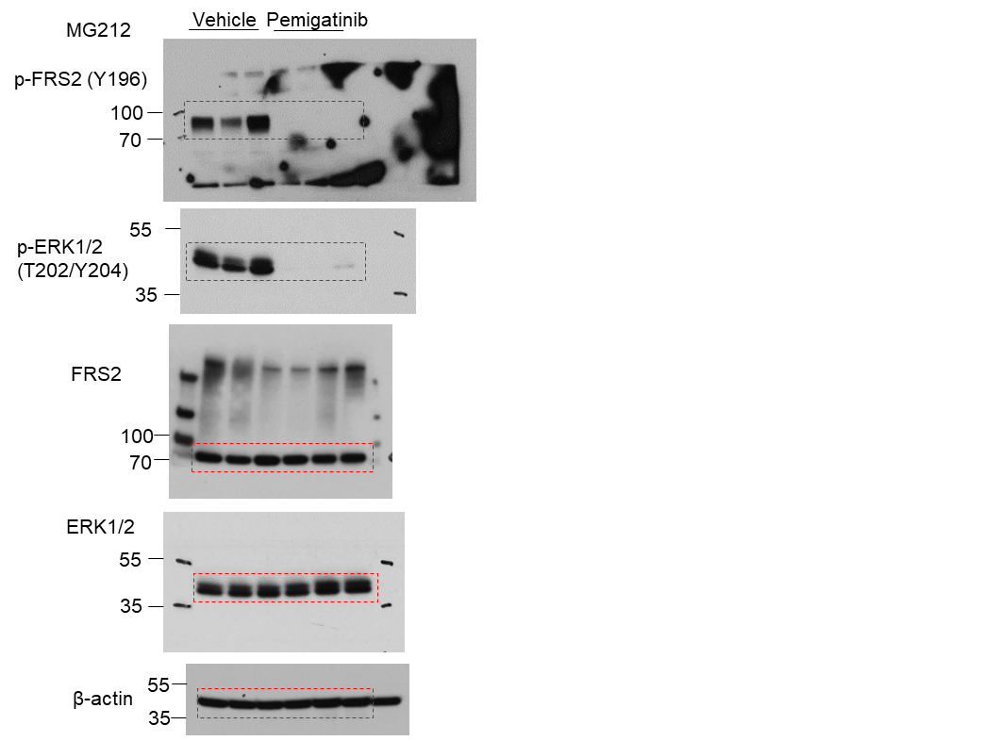 MG212
Vehicle Pemigatinib
p-FRS2 (Y196)
100
70
55
p-ERK1/2
(T202/Y204)
35
FRS2
100
70
ERK1/2
55
35
55
β-actin
35